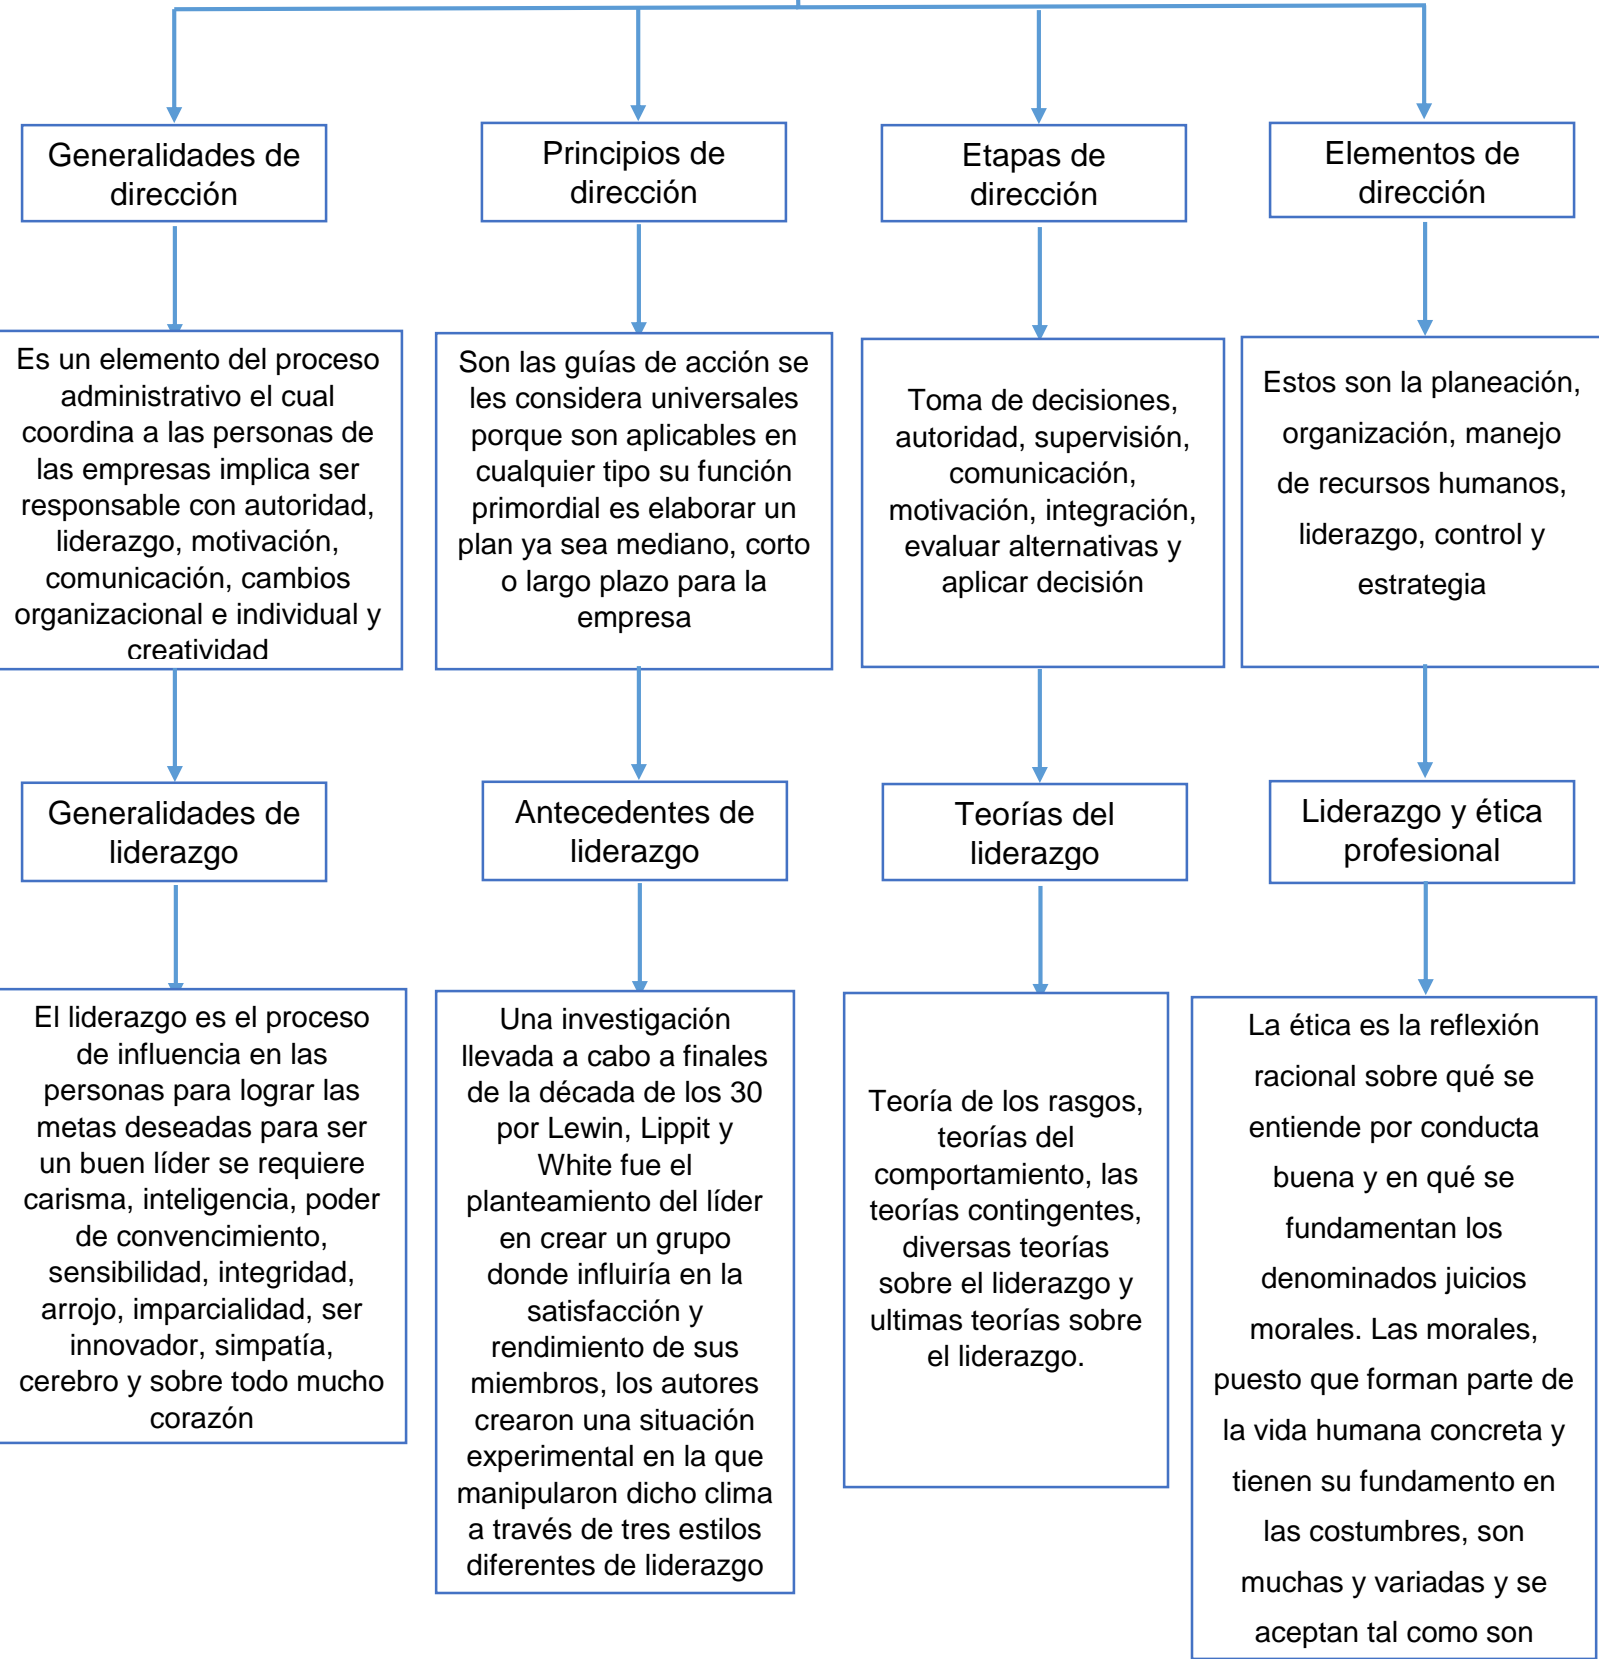 Generalidades de
dirección
Principios de
dirección
Etapas de
dirección
Elementos de
dirección
Es un elemento del proceso
administrativo el cual
coordina a las personas de
las empresas implica ser
responsable con autoridad,
liderazgo, motivación,
comunicación, cambios
organizacional e individual y
creatividad
Son las guías de acción se
les considera universales
porque son aplicables en
cualquier tipo su función
primordial es elaborar un
plan ya sea mediano, corto
o largo plazo para la
empresa
Toma de decisiones,
autoridad, supervisión,
comunicación,
motivación, integración,
evaluar alternativas y
aplicar decisión
Estos son la planeación,
organización, manejo
de recursos humanos,
liderazgo, control y
estrategia
Generalidades de
liderazgo
Antecedentes de
liderazgo
Teorías del
liderazgo
Liderazgo y ética
profesional
El liderazgo es el proceso
de influencia en las
personas para lograr las
metas deseadas para ser
un buen líder se requiere
carisma, inteligencia, poder
de convencimiento,
sensibilidad, integridad,
arrojo, imparcialidad, ser
innovador, simpatía,
cerebro y sobre todo mucho
corazón
Una investigación
llevada a cabo a finales
de la década de los 30
por Lewin, Lippit y
White fue el
planteamiento del líder
en crear un grupo
donde influiría en la
satisfacción y
rendimiento de sus
miembros, los autores
crearon una situación
experimental en la que
manipularon dicho clima
a través de tres estilos
diferentes de liderazgo
Teoría de los rasgos,
teorías del
comportamiento, las
teorías contingentes,
diversas teorías
sobre el liderazgo y
ultimas teorías sobre
el liderazgo.
La ética es la reflexión
racional sobre qué se
entiende por conducta
buena y en qué se
fundamentan los
denominados juicios
morales. Las morales,
puesto que forman parte de
la vida humana concreta y
tienen su fundamento en
las costumbres, son
muchas y variadas y se
aceptan tal como son